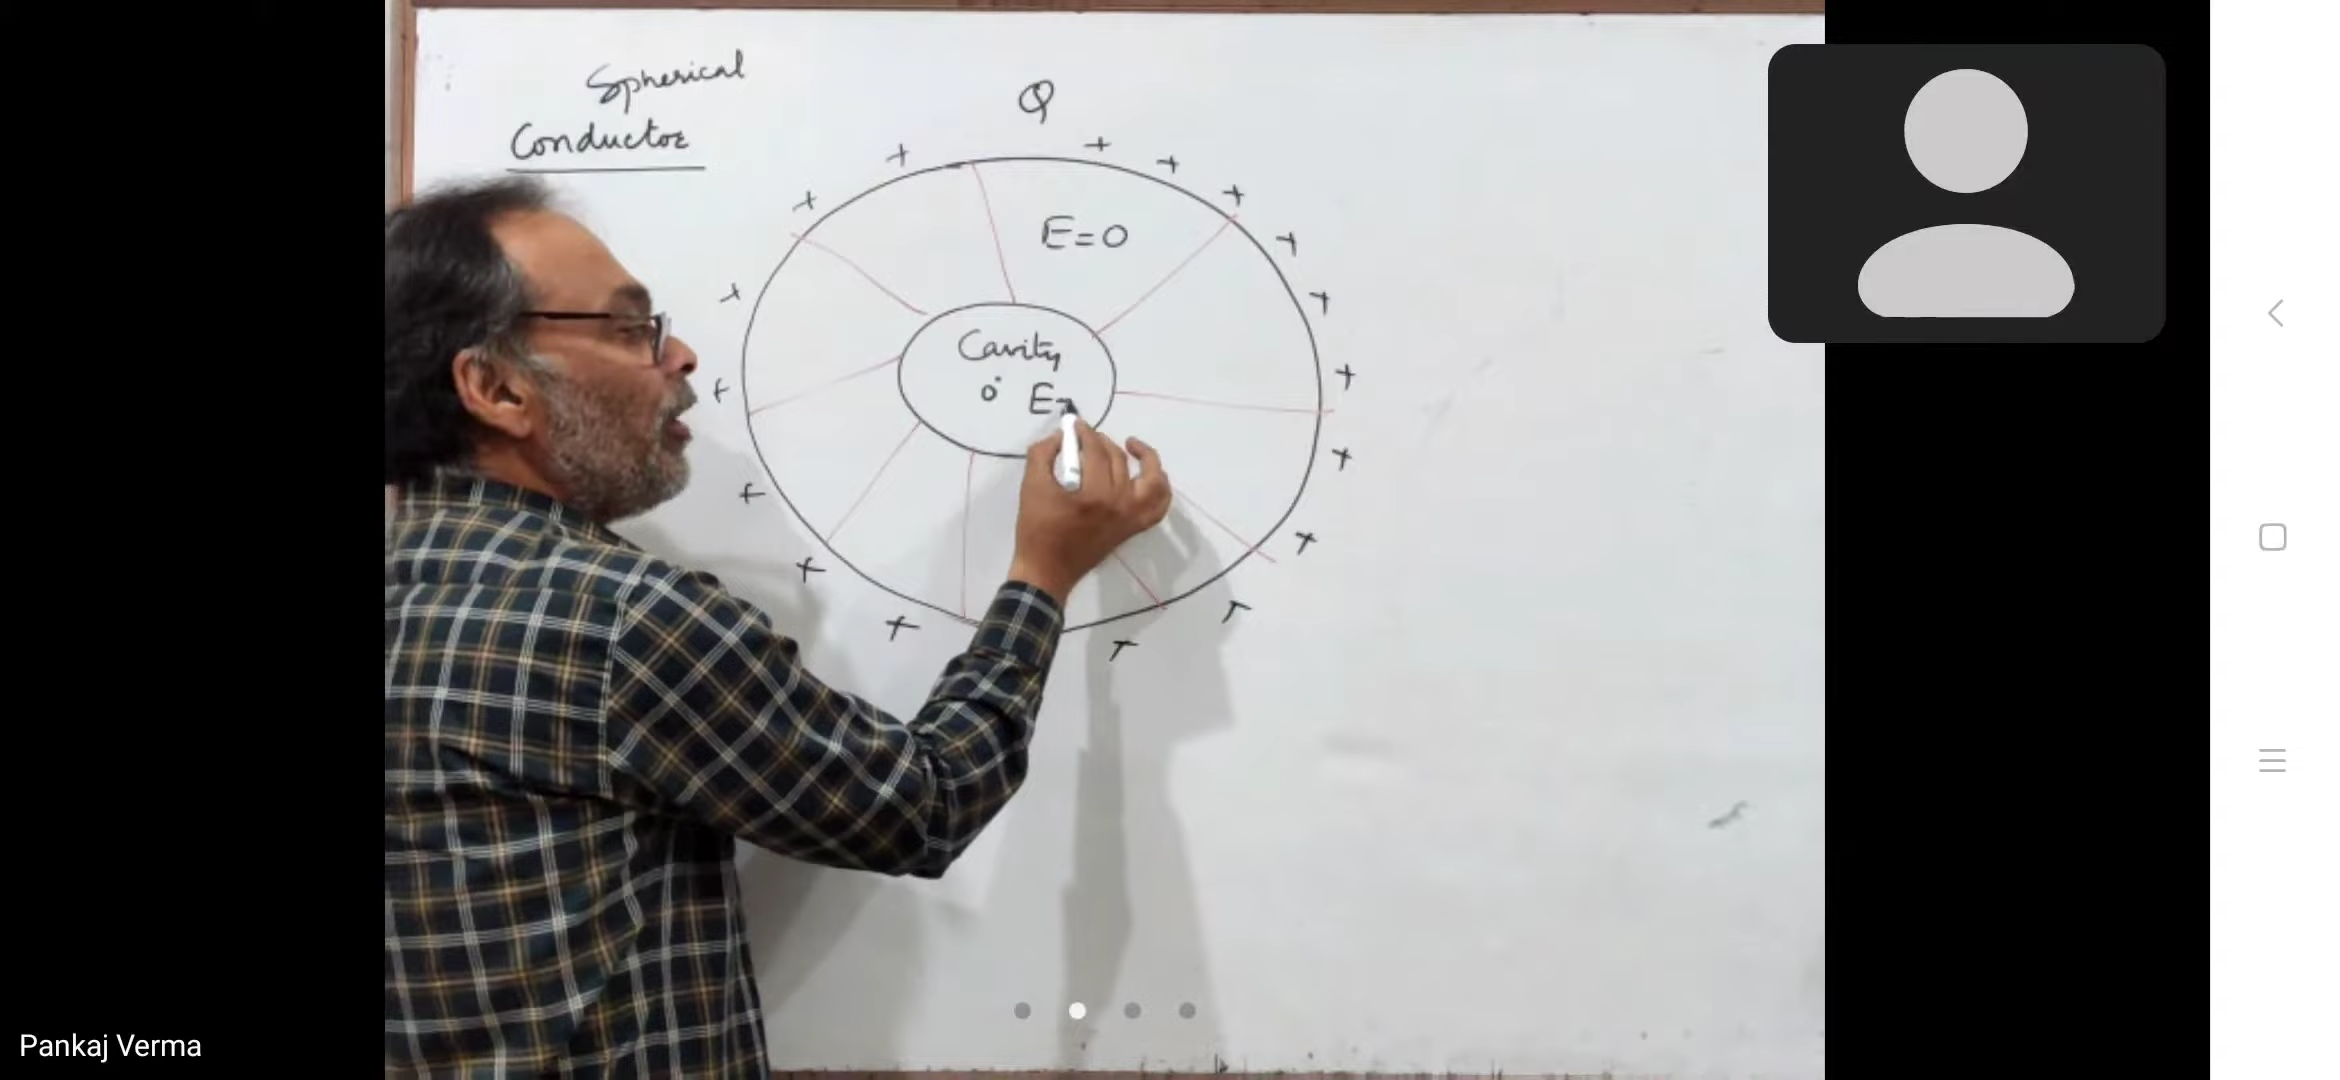 Spherical
Conductor
Q
+ + + + + + + + + + + + + + + + + +
E=0
Cavity
o E=
Pankaj Verma